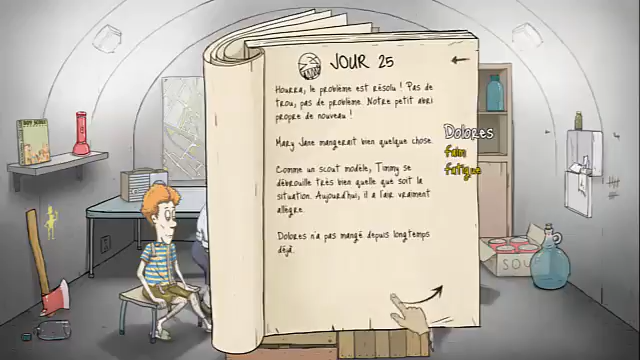 JOUR 25
Hourra, le problème est résolu ! Pas de
trou, pas de problème. Notre petit abri
propre de nouveau !
Mary Jane mangerait bien quelque chose.
Comme un scout modèle, Timmy se
débrouille très bien quelle que soit la
situation. Aujourd'hui, il a l'air vraiment
allègre.
Dolores n'a pas mangé depuis longtemps
déjà.
Dolores
faim
fatigue
SOUP